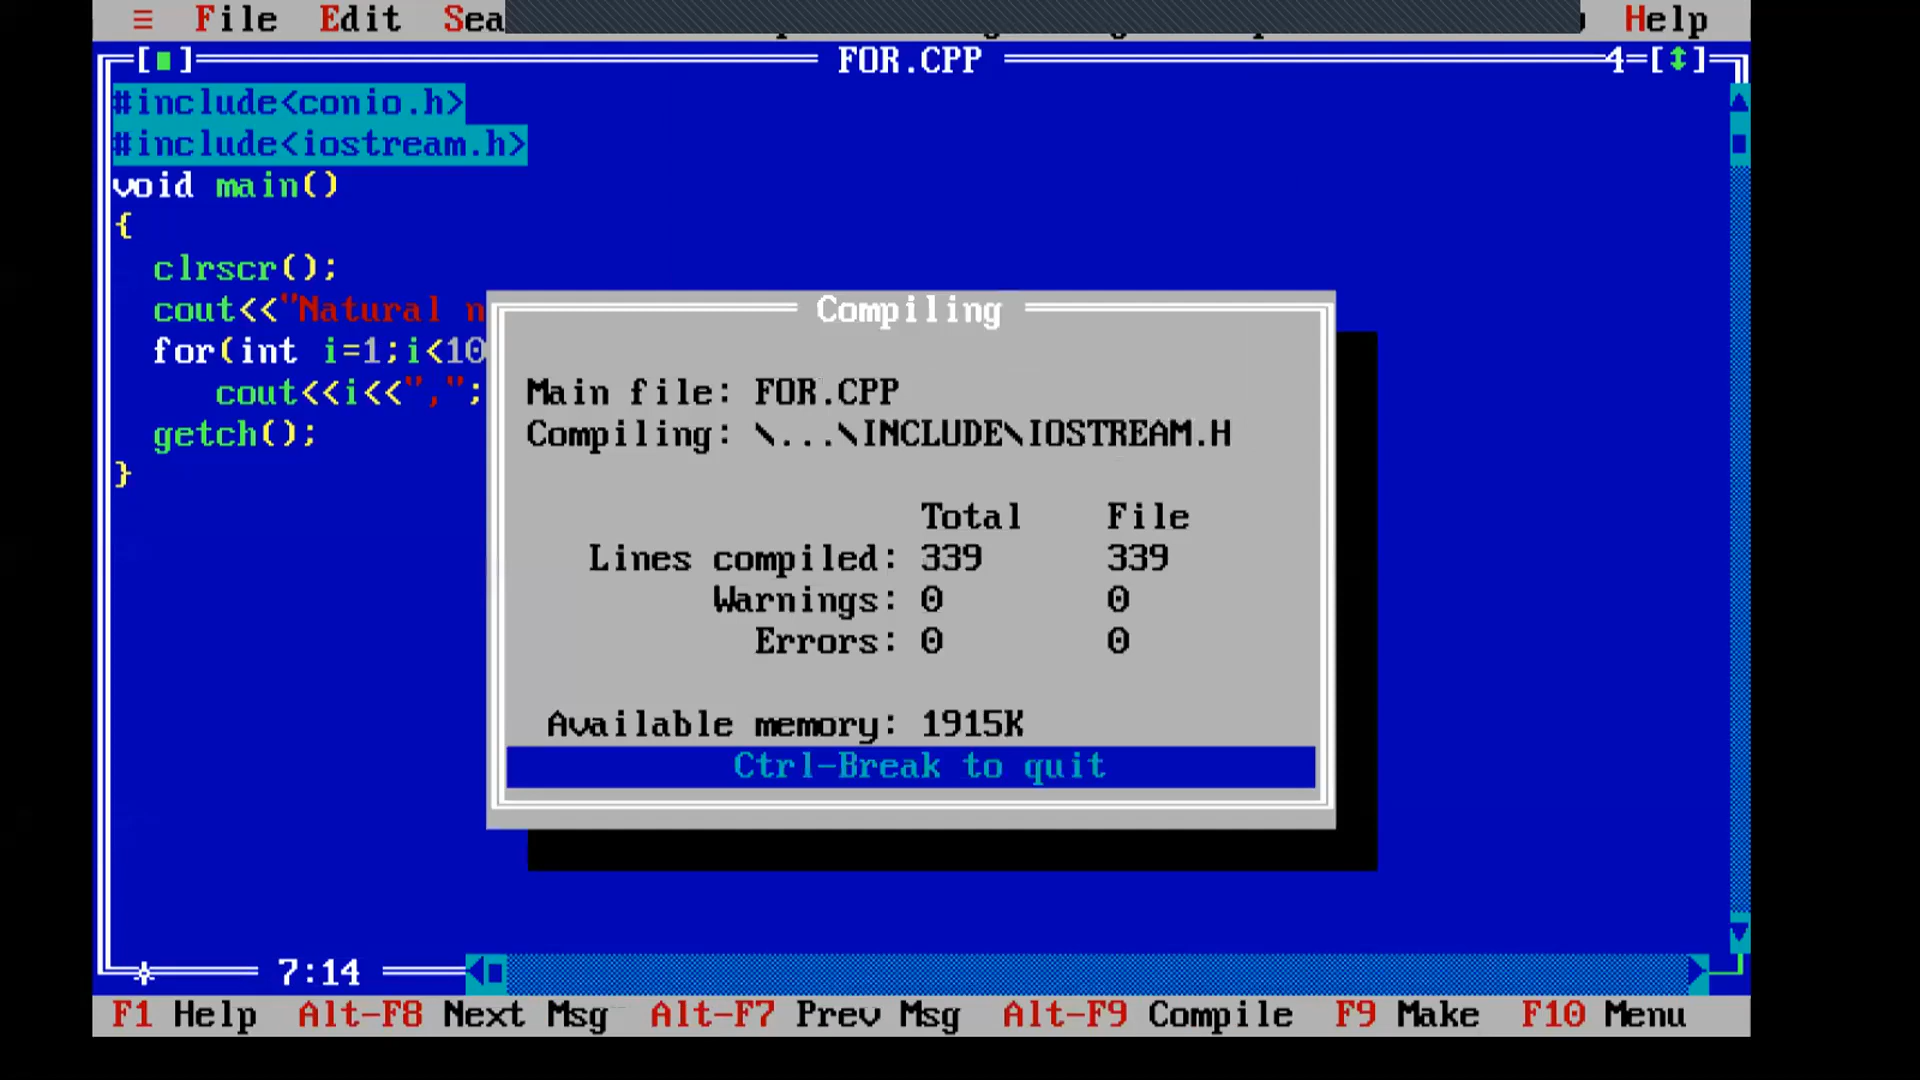 ≡ File Edit Sea Help
[■] FOR.CPP 4=[↕]
#include<conio.h>
#include<iostream.h>
void main()
{
clrscr();
cout<<"Natural n
for(int i=1;i<10
cout<<i<<",";
getch();
}
Compiling
Main file: FOR.CPP
Compiling: \...\INCLUDE\IOSTREAM.H
Total File
Lines compiled: 339 339
Warnings: 0 0
Errors: 0 0
Available memory: 1915K
Ctrl-Break to quit
7:14
F1 Help Alt-F8 Next Msg Alt-F7 Prev Msg Alt-F9 Compile F9 Make F10 Menu